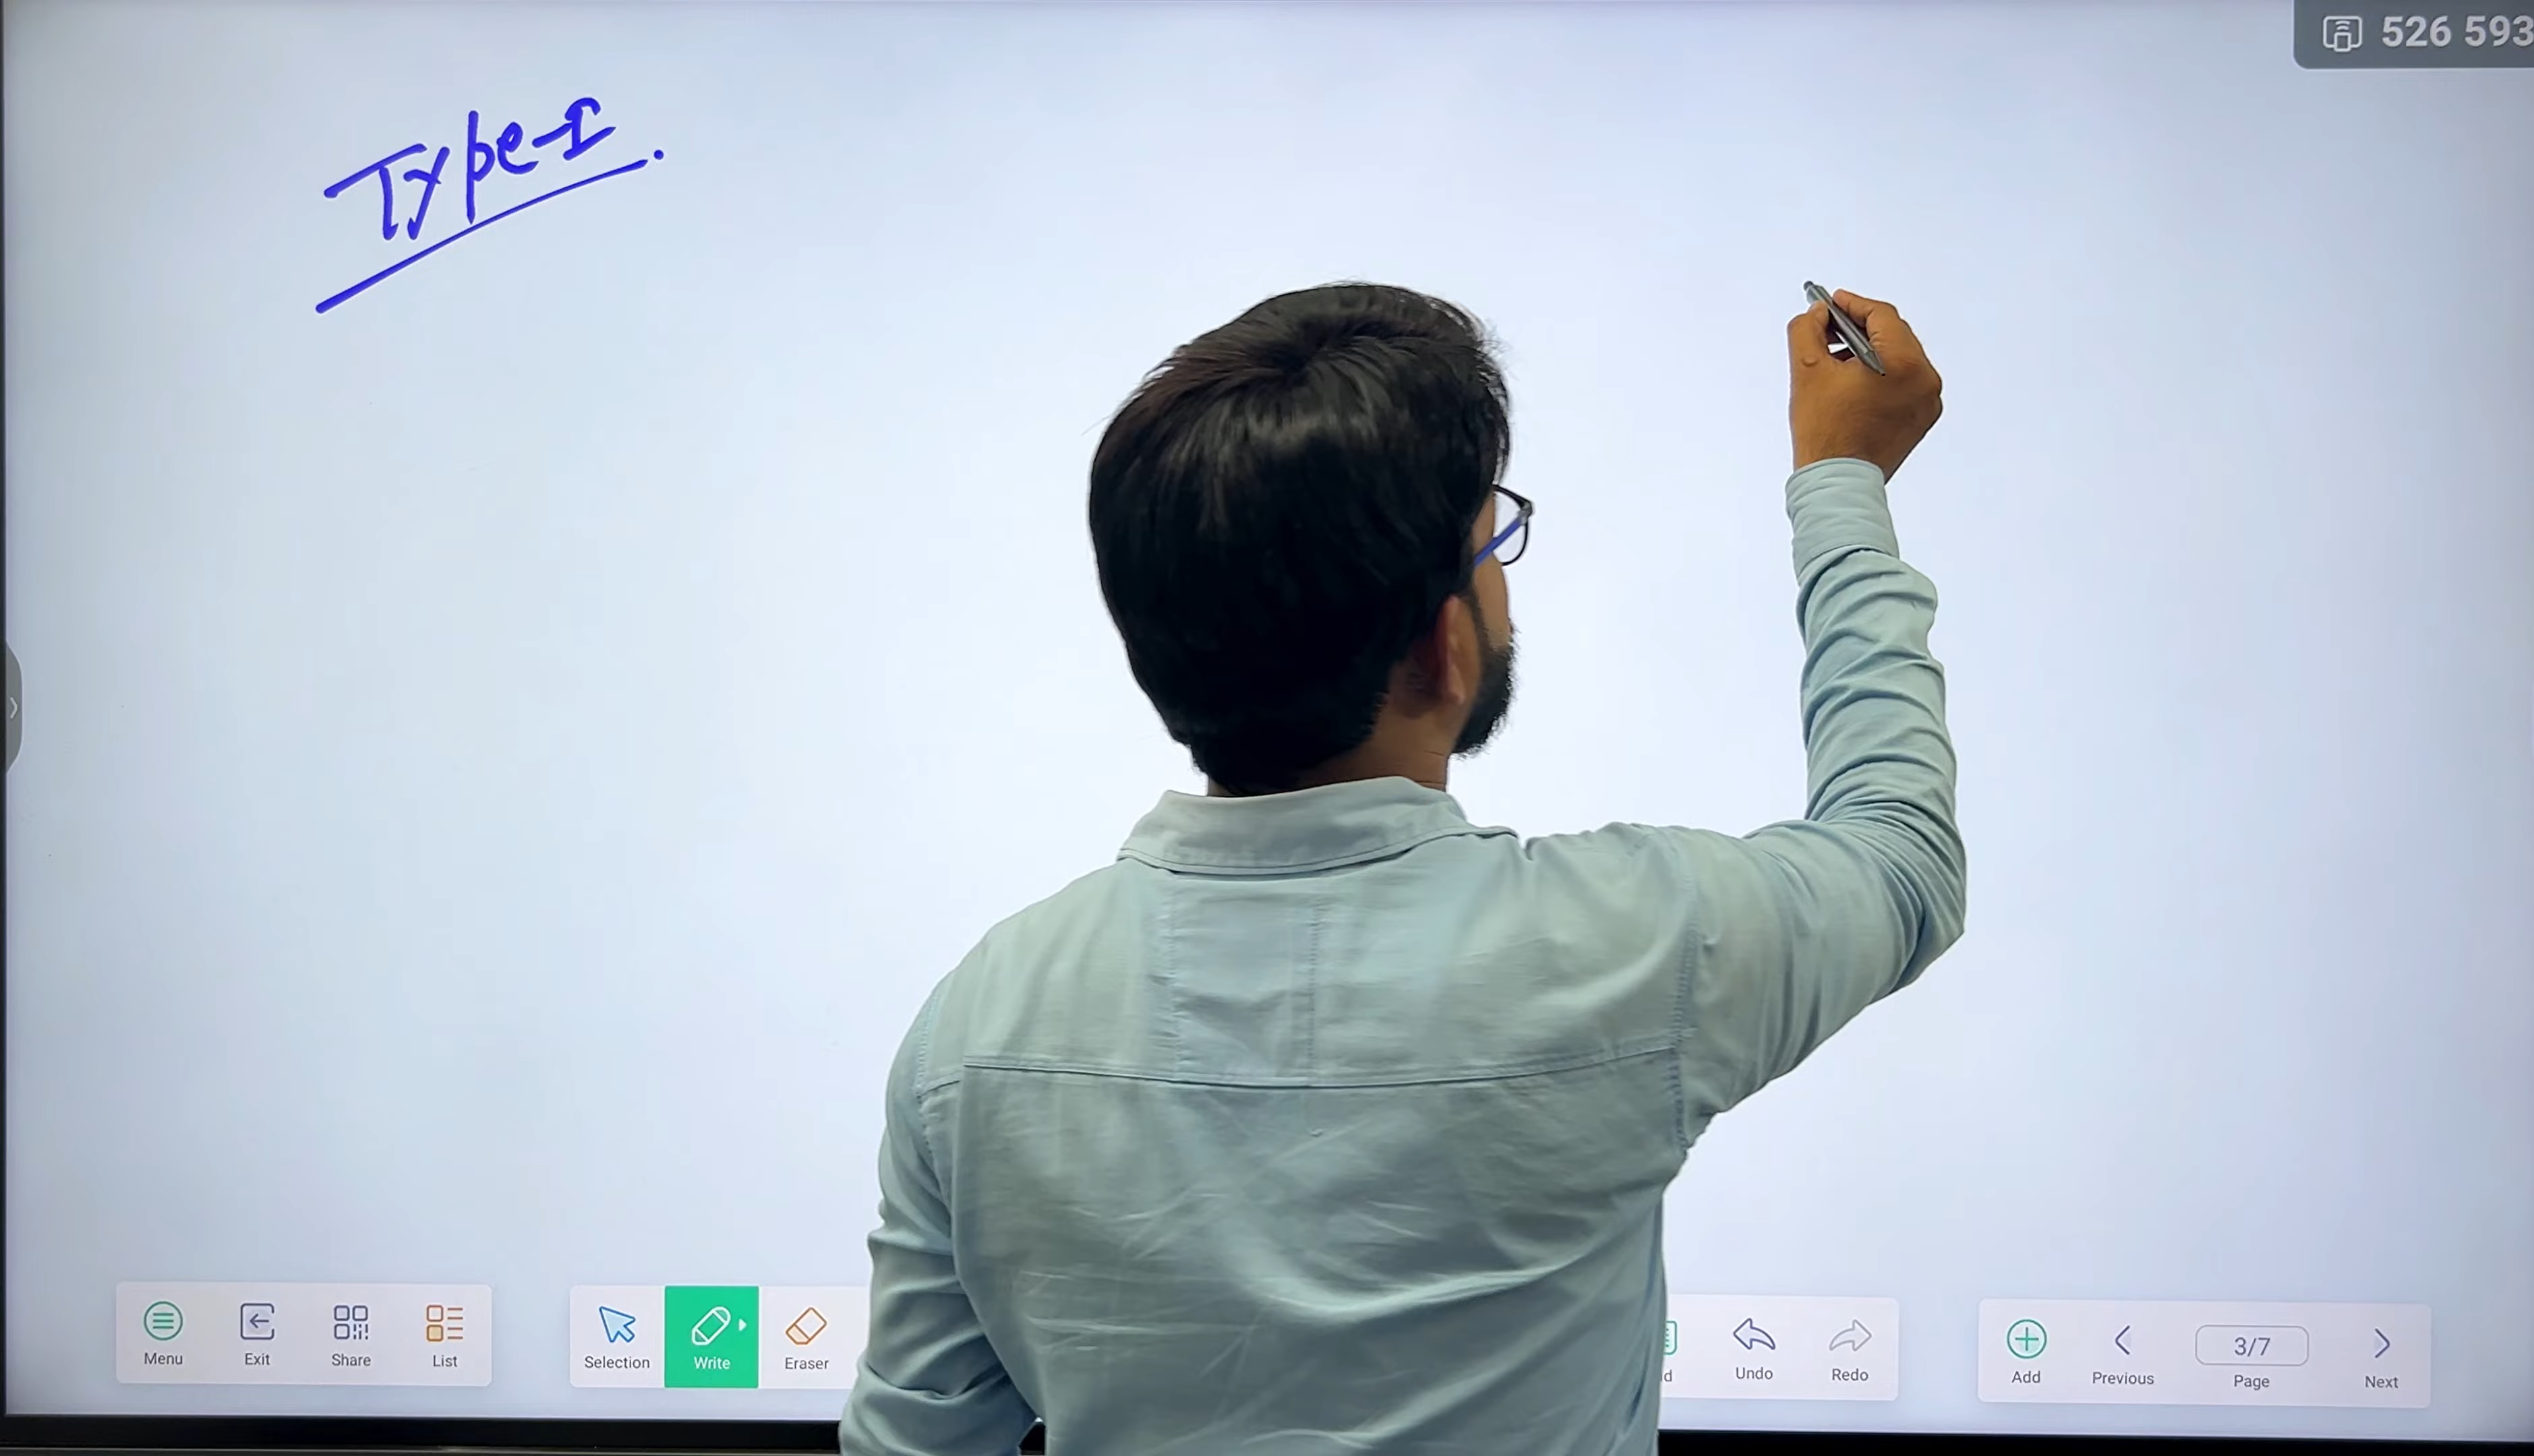 526 593
Type-I.
Menu
Exit
Share
List
Selection
Write
Eraser
Undo
Redo
Add
Previous
3/7
Page
Next